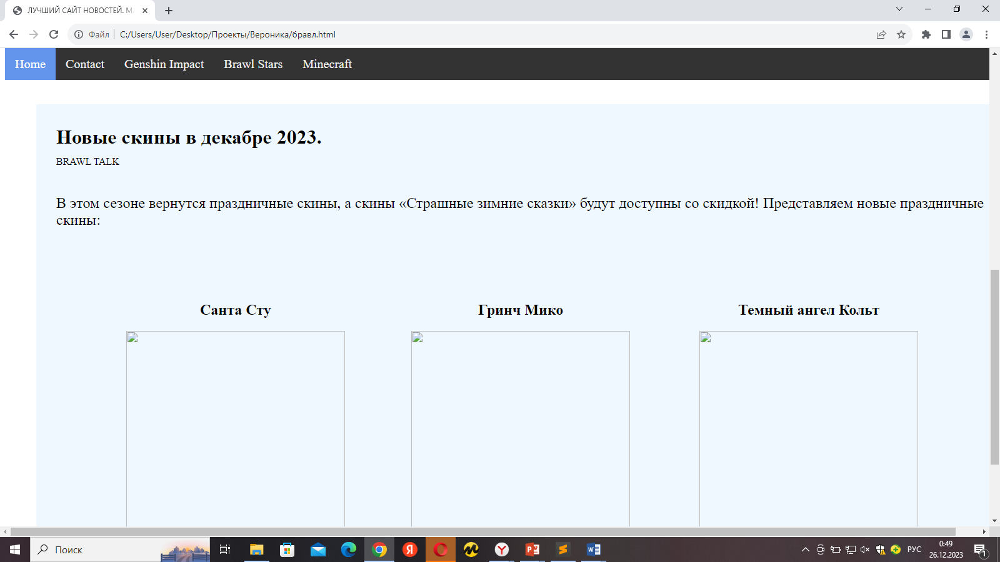 ЛУЧШИЙ САЙТ НОВОСТЕЙ.
Файл
C:/Users/User/Desktop/Проекты/Вероника/бравл.html
Home
Contact
Genshin Impact
Brawl Stars
Minecraft
Новые скины в декабре 2023.
BRAWL TALK
В этом сезоне вернутся праздничные скины, а скины «Страшные зимние сказки» будут доступны со скидкой! Представляем новые праздничные
скины:
Санта Сту
Гринч Мико
Темный ангел Кольт
Поиск
РУС
0:49
26.12.2023
1